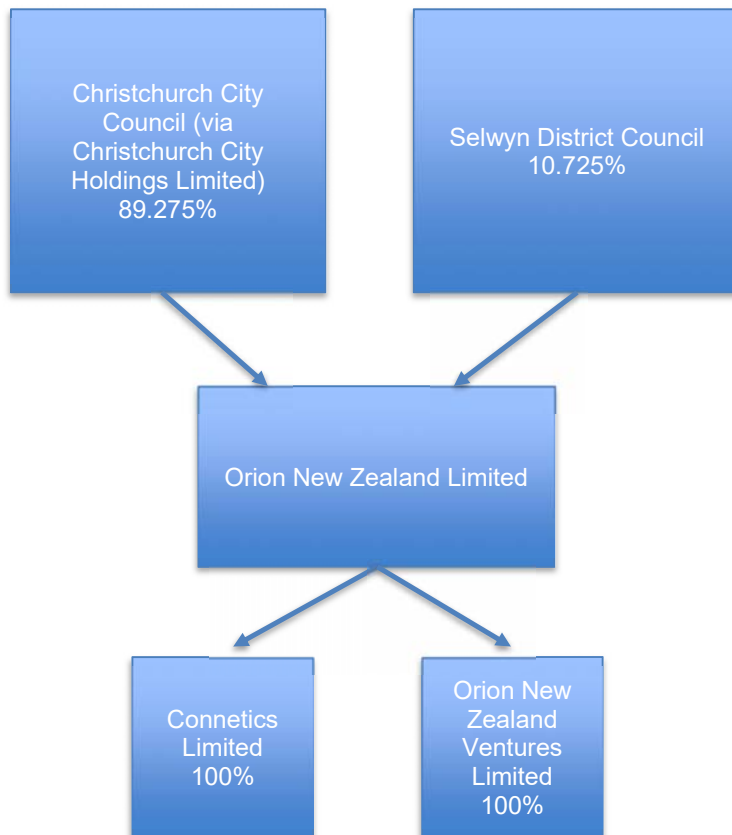 Christchurch City
Council (via
Christchurch City
Holdings Limited)
89.275%
Selwyn District Council
10.725%
Orion New Zealand Limited
Connetics
Limited
100%
Orion New
Zealand
Ventures
Limited
100%